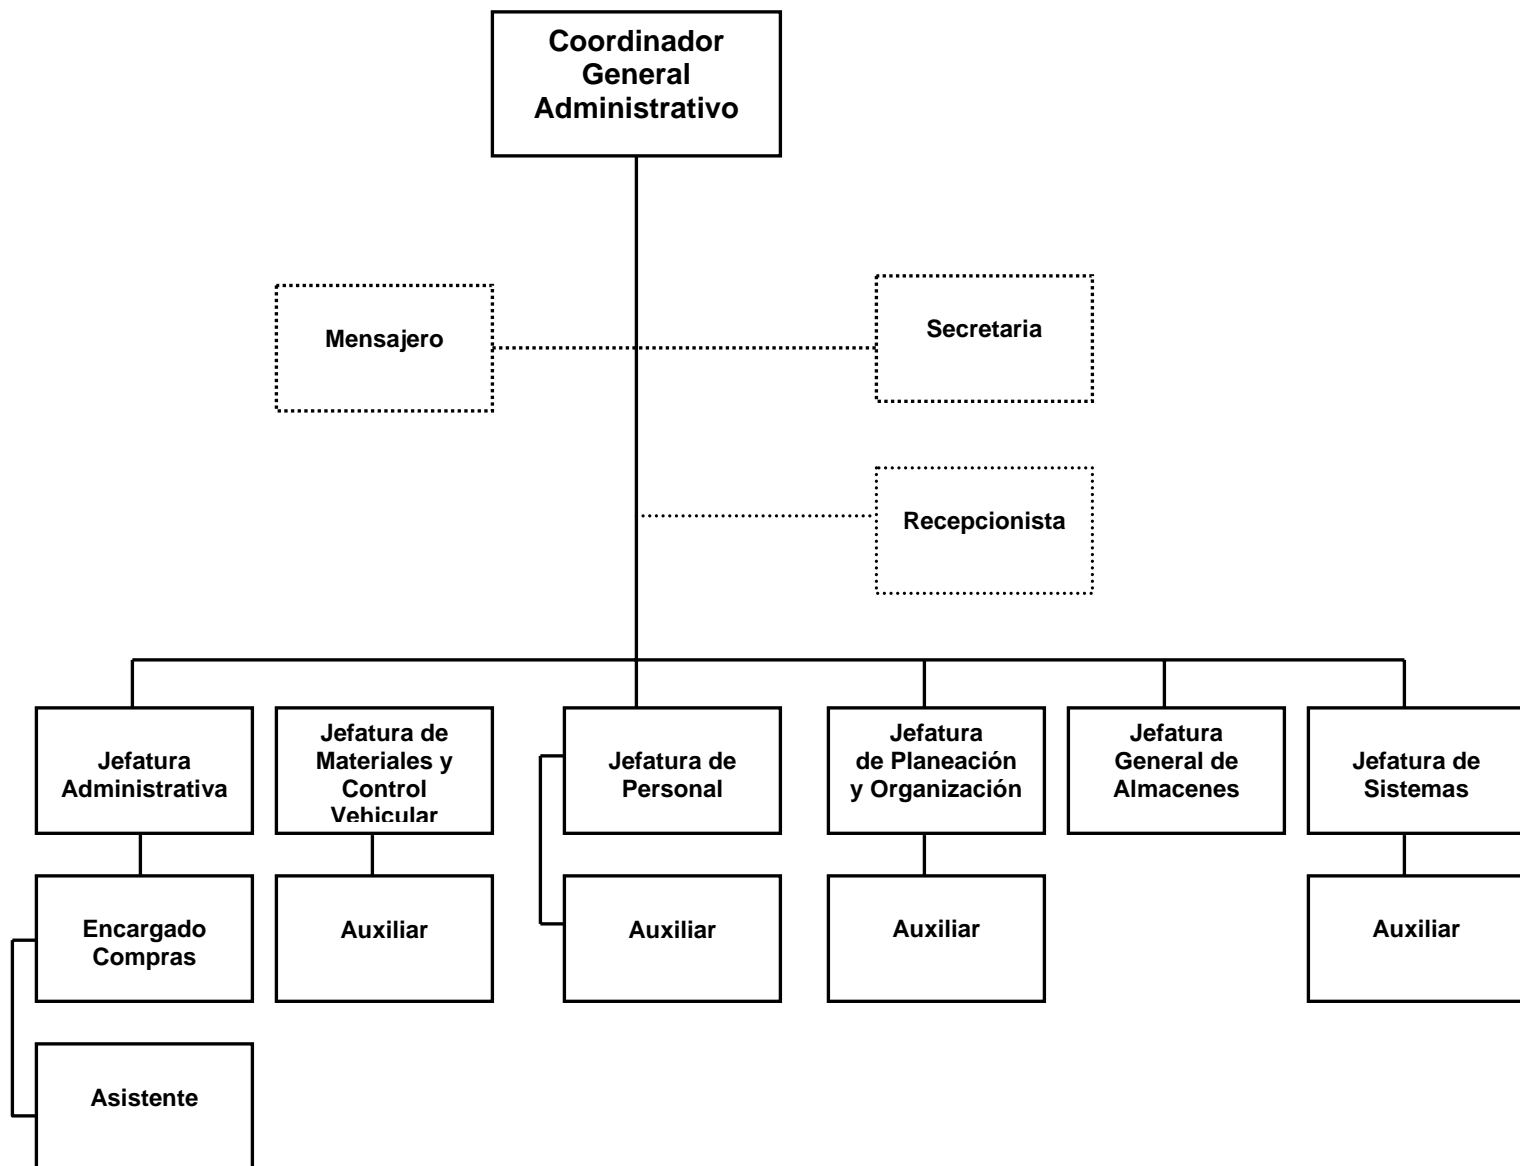 Coordinador
General
Administrativo
Mensajero
Secretaria
Recepcionista
Jefatura
Administrativa
Jefatura de
Materiales y
Control
Vehicular
Jefatura de
Personal
Jefatura
de Planeación
y Organización
Jefatura
General de
Almacenes
Jefatura de
Sistemas
Encargado
Compras
Auxiliar
Auxiliar
Auxiliar
Auxiliar
Asistente